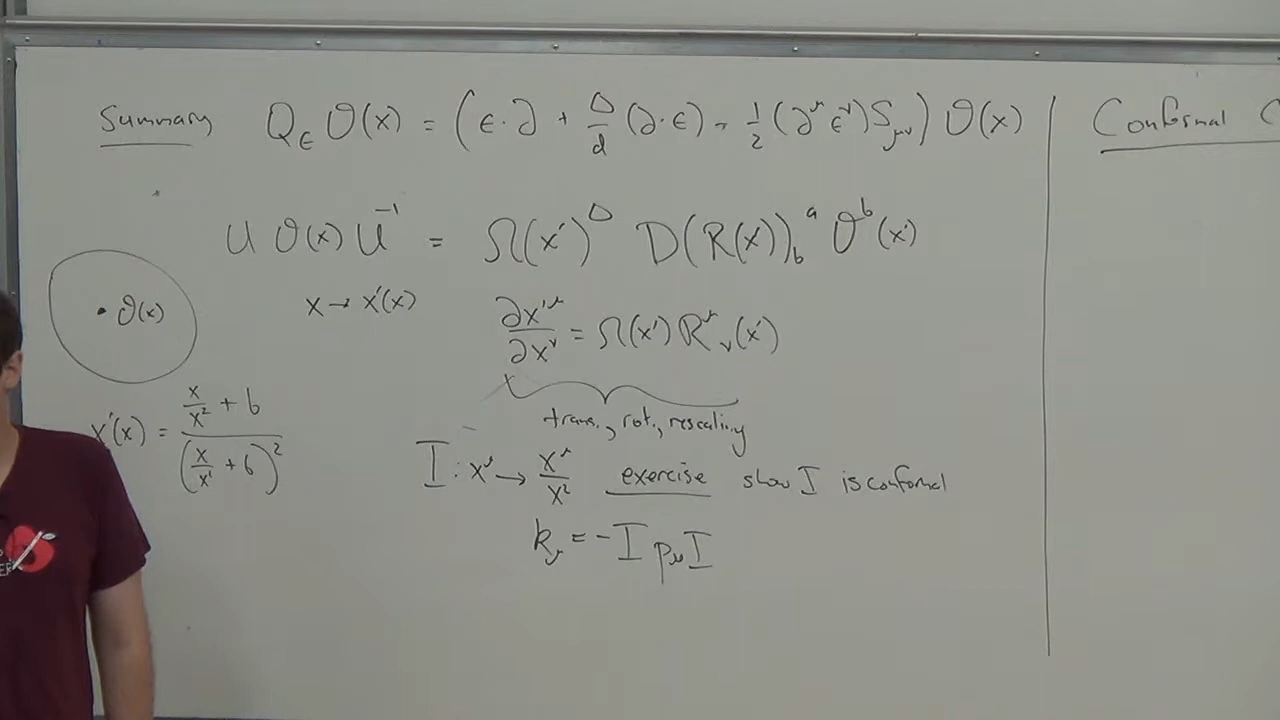 Summary Q_ϵ O(x) = (ϵ·∂ + Δ/d (∂·ϵ) - 1/2 (∂^μ ϵ^ν) S_μν) O(x)
Conformal
U O(x) U^-1 = Ω(x')^Δ D(R(x))_b^a O^b(x')
• O(x)
x → x'(x)
∂x'^μ/∂x^ν = Ω(x') R^μ_ν(x')
trans., rot., rescaling
x'(x) = (x/x^2 + b)/(x/x^2 + b)^2
I : x^μ → x^μ/x^2 exercise show I is conformal
k_μ = -I p_μ I